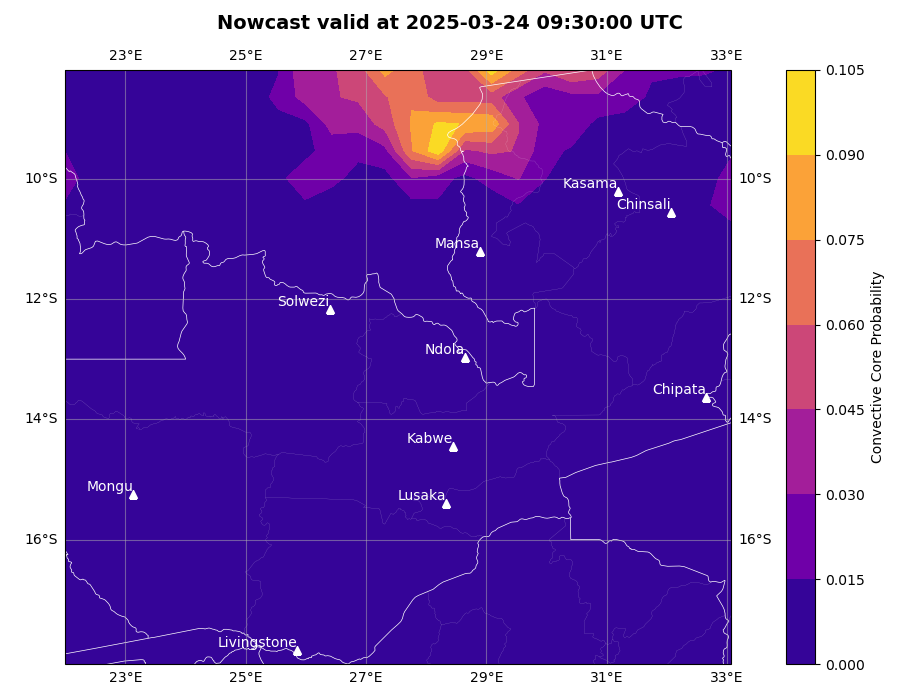 Nowcast valid at 2025-03-24 09:30:00 UTC
23°E 25°E 27°E 29°E 31°E 33°E
0.105
0.090
10°S 10°S
Kasama
Chinsali
0.075
Mansa
12°S 12°S
Solwezi
0.060
Ndola
Chipata
0.045
14°S 14°S
Kabwe
Mongu
Lusaka
0.030
16°S 16°S
0.015
Livingstone
0.000
23°E 25°E 27°E 29°E 31°E 33°E
Convective Core Probability